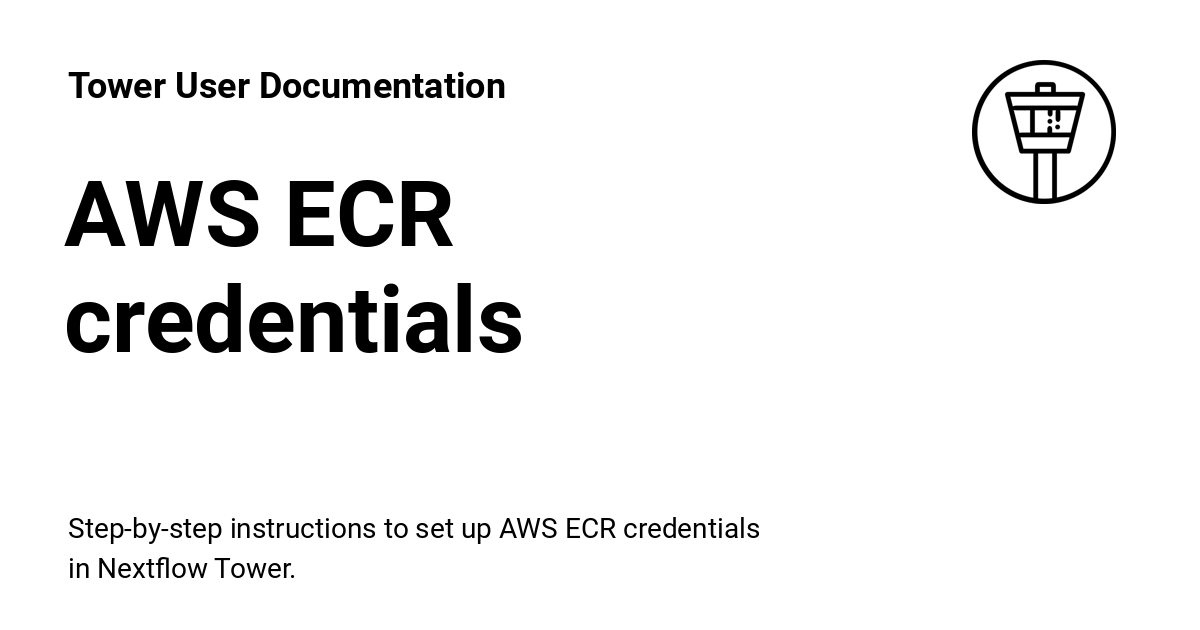 Tower User Documentation
AWS ECR
credentials
Step-by-step instructions to set up AWS ECR credentials
in Nextflow Tower.